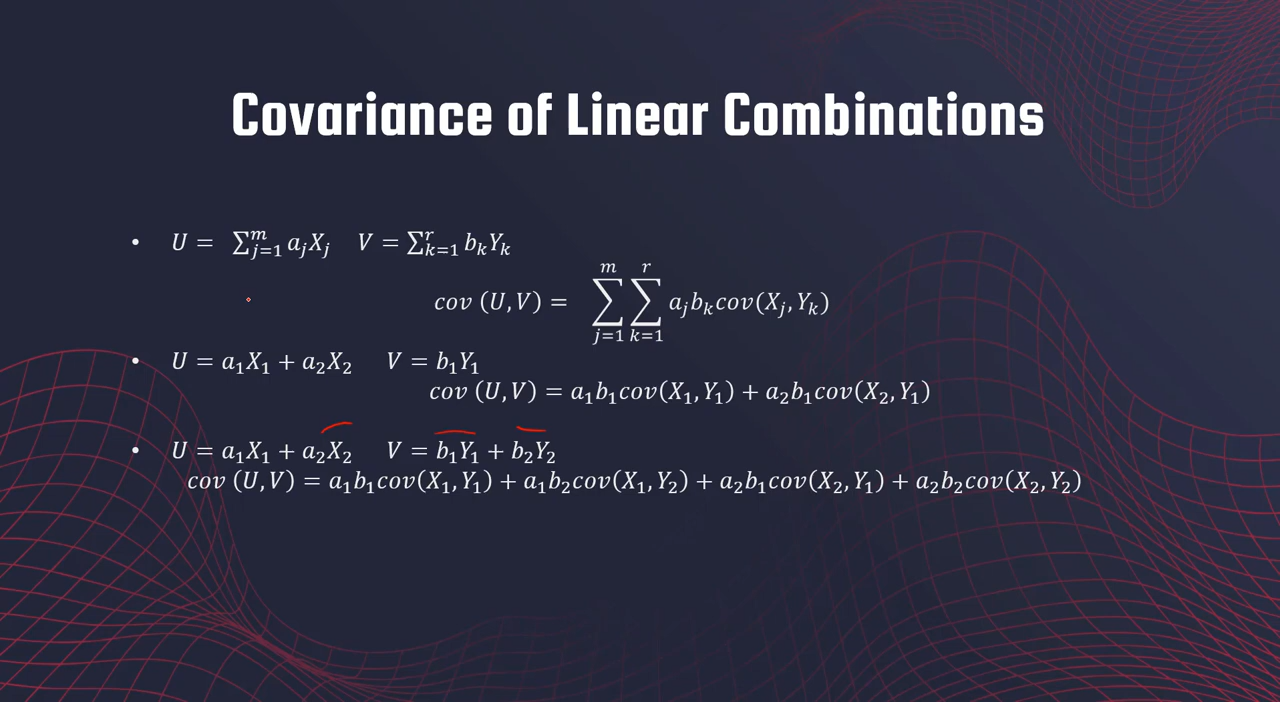 Covariance of Linear Combinations
• U = ∑ⱼ₌₁ᵐ aⱼXⱼ V = ∑ₖ₌₁ʳ bₖYₖ
cov (U, V) = ∑ⱼ₌₁ᵐ ∑ₖ₌₁ʳ aⱼbₖcov(Xⱼ, Yₖ)
• U = a₁X₁ + a₂X₂ V = b₁Y₁
cov (U, V) = a₁b₁cov(X₁, Y₁) + a₂b₁cov(X₂, Y₁)
• U = a₁X₁ + a₂X₂ V = b₁Y₁ + b₂Y₂
cov (U, V) = a₁b₁cov(X₁, Y₁) + a₁b₂cov(X₁, Y₂) + a₂b₁cov(X₂, Y₁) + a₂b₂cov(X₂, Y₂)